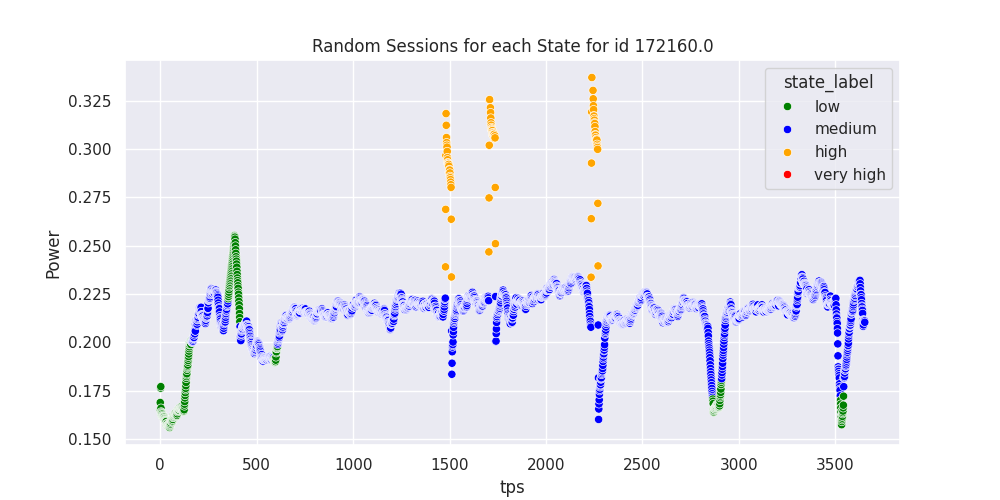 Random Sessions for each State for id 172160.0
state_label
low
medium
high
very high
Power
0.325
0.300
0.275
0.250
0.225
0.200
0.175
0.150
0
500
1000
1500
2000
2500
3000
3500
tps